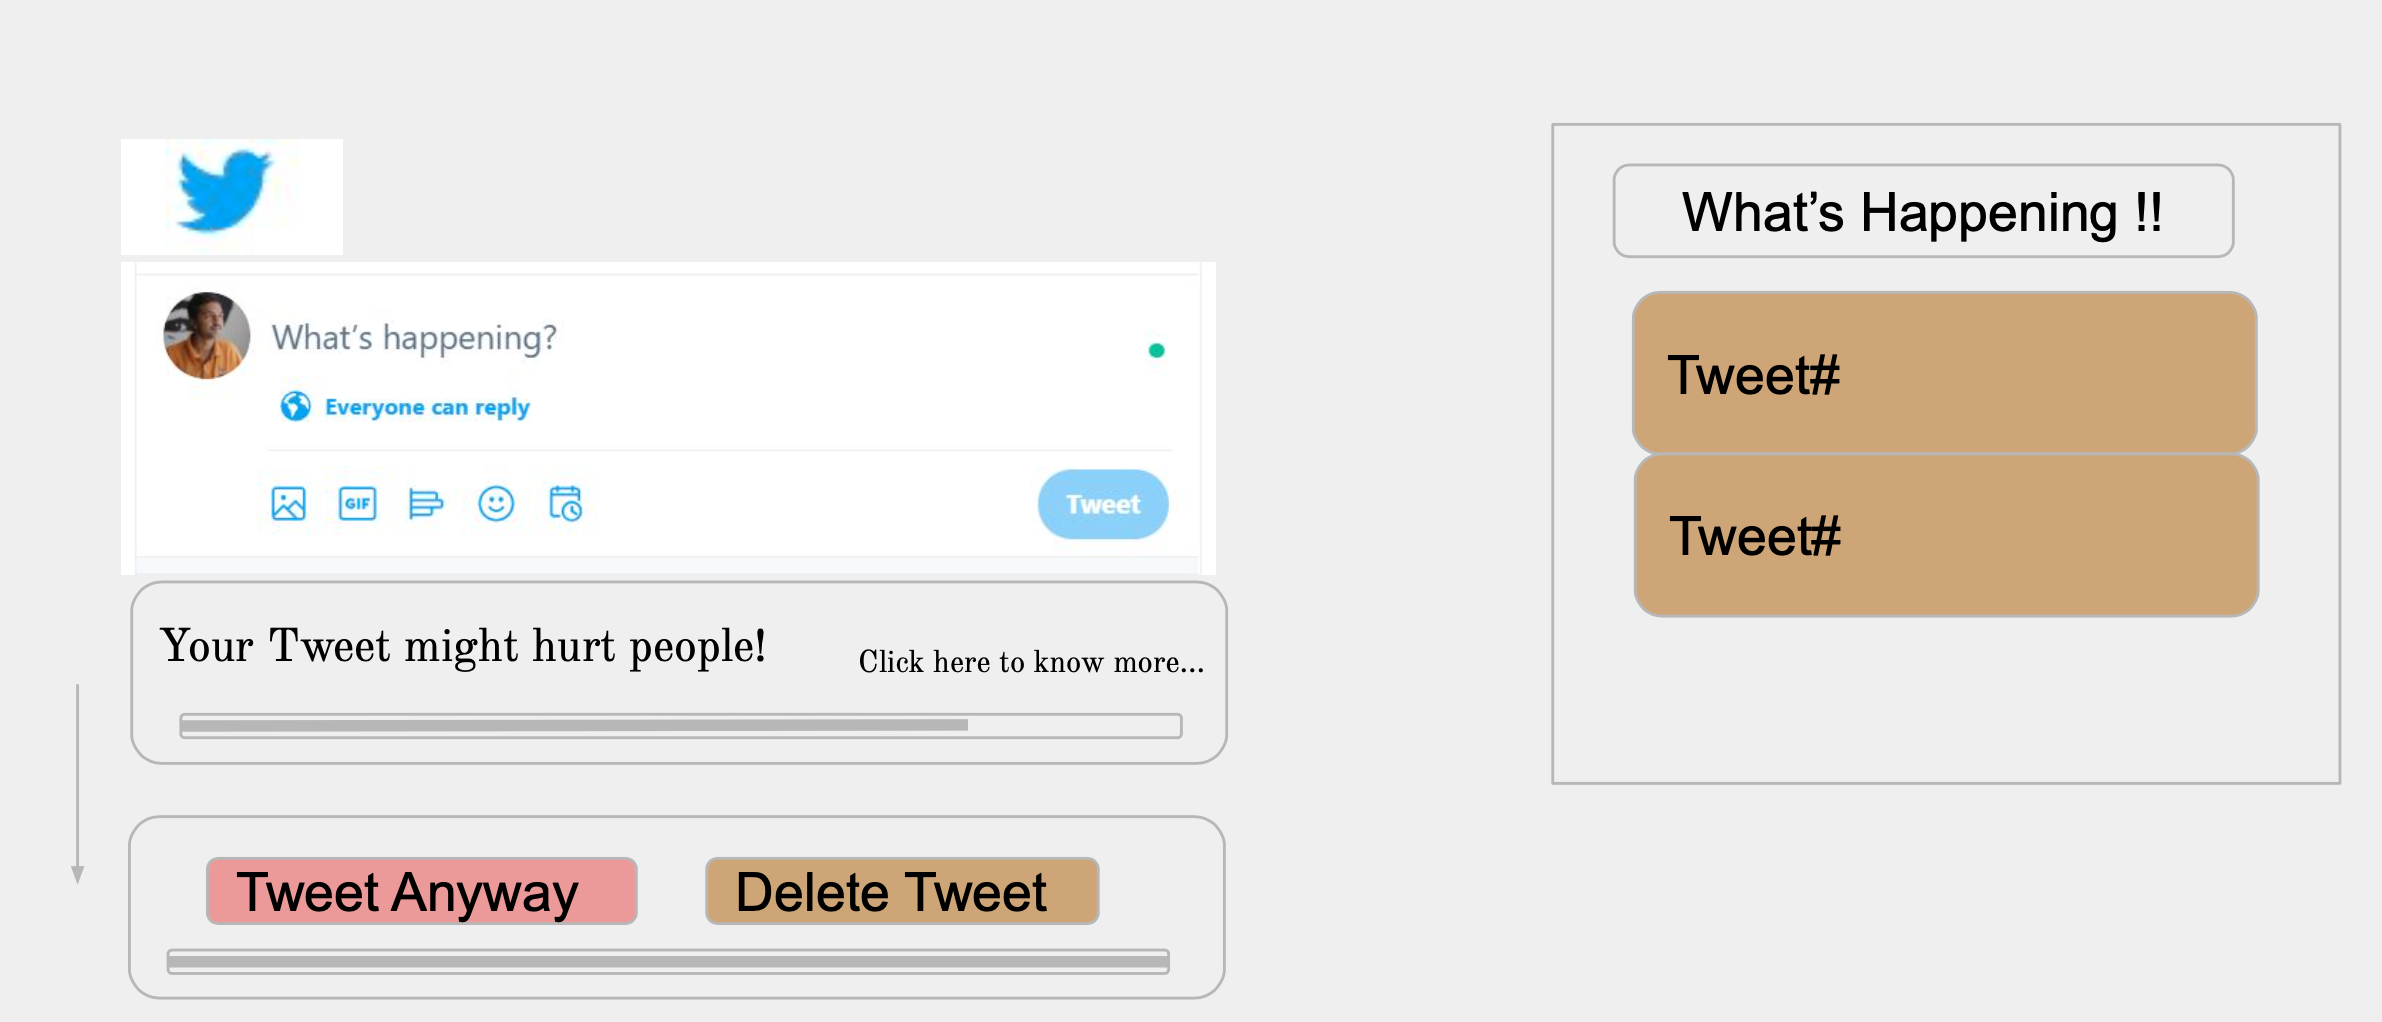 What's happening?
Everyone can reply
GIF
Tweet
Your Tweet might hurt people!
Click here to know more...
Tweet Anyway
Delete Tweet
What’s Happening !!
Tweet#
Tweet#